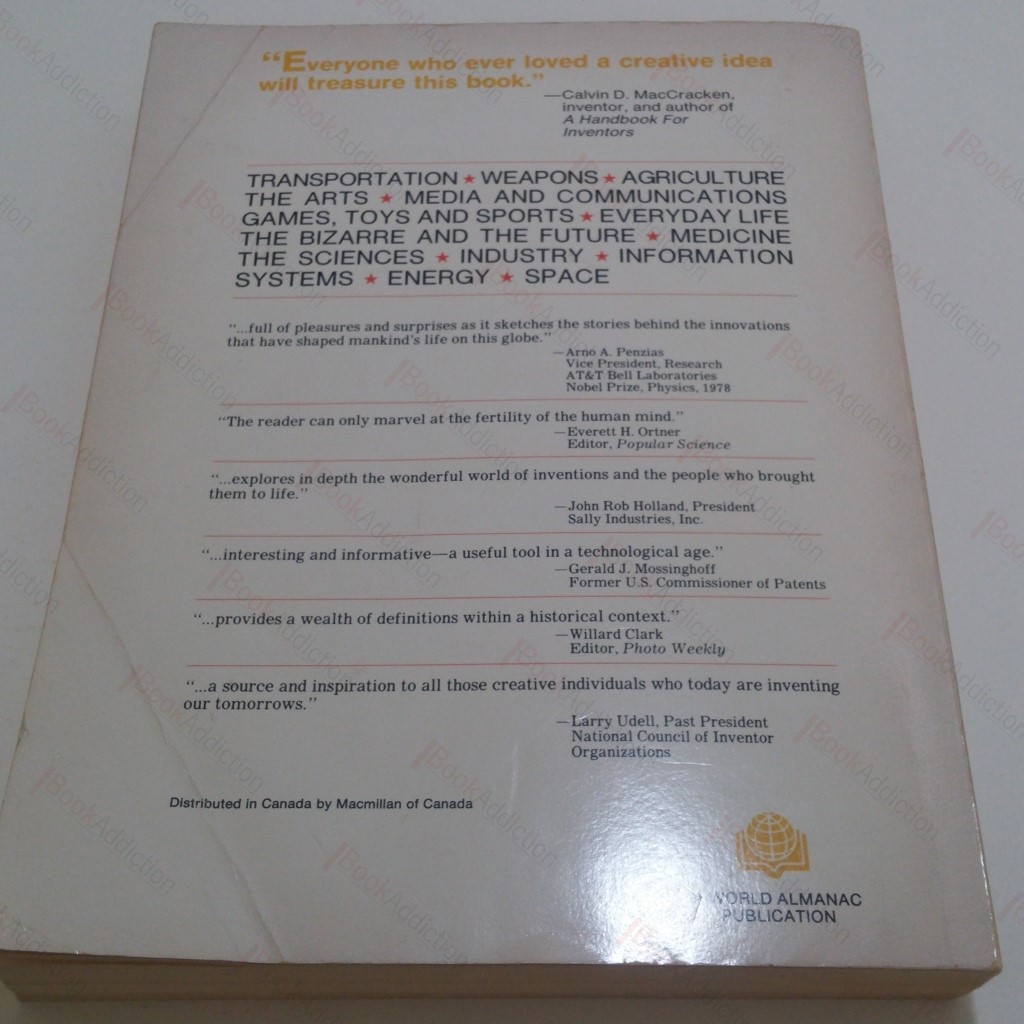 “Everyone who ever loved a creative idea
will treasure this book.”
—Calvin D. MacCracken,
inventor, and author of
A Handbook For
Inventors
TRANSPORTATION ★ WEAPONS ★ AGRICULTURE
THE ARTS ★ MEDIA AND COMMUNICATIONS
GAMES, TOYS AND SPORTS ★ EVERYDAY LIFE
THE BIZARRE AND THE FUTURE ★ MEDICINE
THE SCIENCES ★ INDUSTRY ★ INFORMATION
SYSTEMS ★ ENERGY ★ SPACE
“...full of pleasures and surprises as it sketches the stories behind the innovations
that have shaped mankind's life on this globe.”
—Arno A. Penzias
Vice President, Research
AT&T Bell Laboratories
Nobel Prize, Physics, 1978
“The reader can only marvel at the fertility of the human mind.”
—Everett H. Ortner
Editor, Popular Science
“...explores in depth the wonderful world of inventions and the people who brought
them to life.”
—John Rob Holland, President
Sally Industries, Inc.
“...interesting and informative—a useful tool in a technological age.”
—Gerald J. Mossinghoff
Former U.S. Commissioner of Patents
“...provides a wealth of definitions within a historical context.”
—Willard Clark
Editor, Photo Weekly
“...a source and inspiration to all those creative individuals who today are inventing
our tomorrows.”
—Larry Udell, Past President
National Council of Inventor
Organizations
Distributed in Canada by Macmillan of Canada
A WORLD ALMANAC
PUBLICATION
BookAddiction